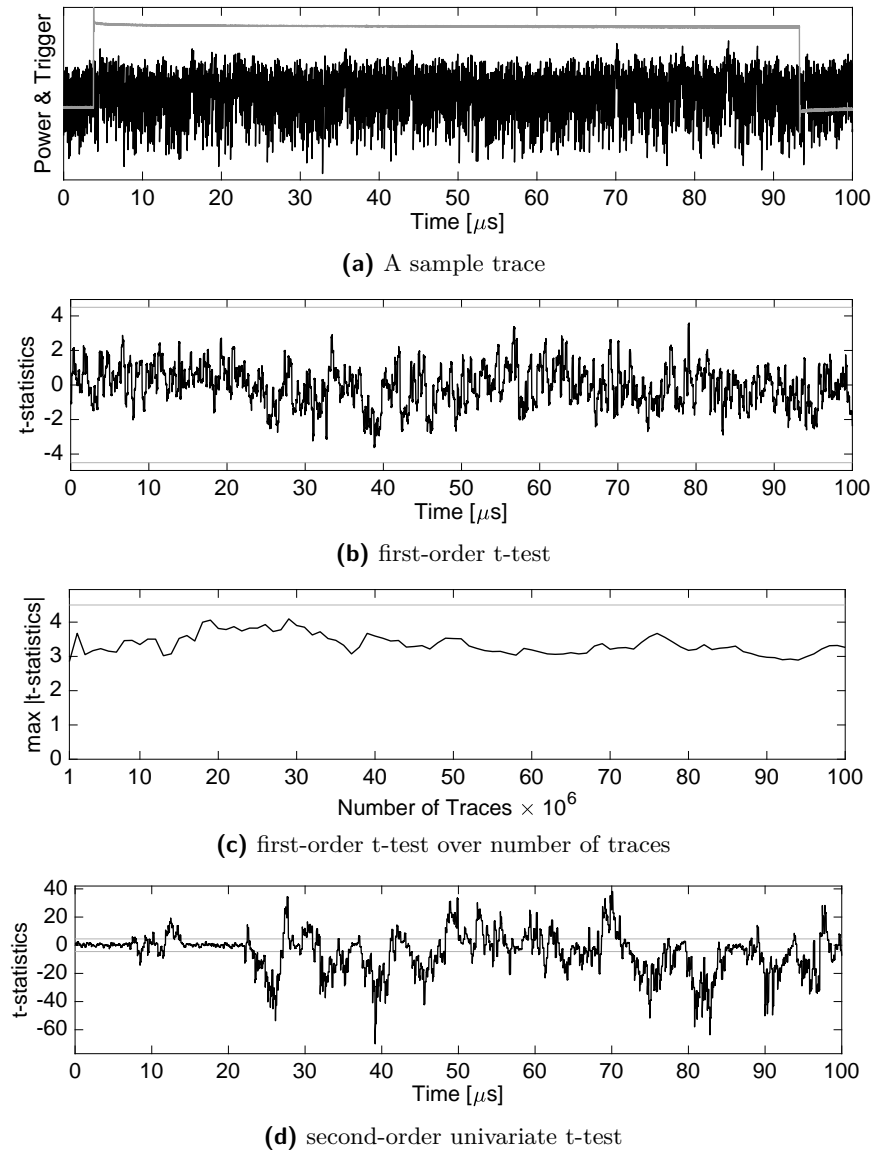 Power & Trigger
0 10 20 30 40 50 60 70 80 90 100
Time [μs]
(a) A sample trace
t-statistics
4
2
0
-2
-4
0 10 20 30 40 50 60 70 80 90 100
Time [μs]
(b) first-order t-test
max |t-statistics|
4
3
2
1
0
1 10 20 30 40 50 60 70 80 90 100
Number of Traces × 10^6
(c) first-order t-test over number of traces
t-statistics
40
20
0
-20
-40
-60
0 10 20 30 40 50 60 70 80 90 100
Time [μs]
(d) second-order univariate t-test